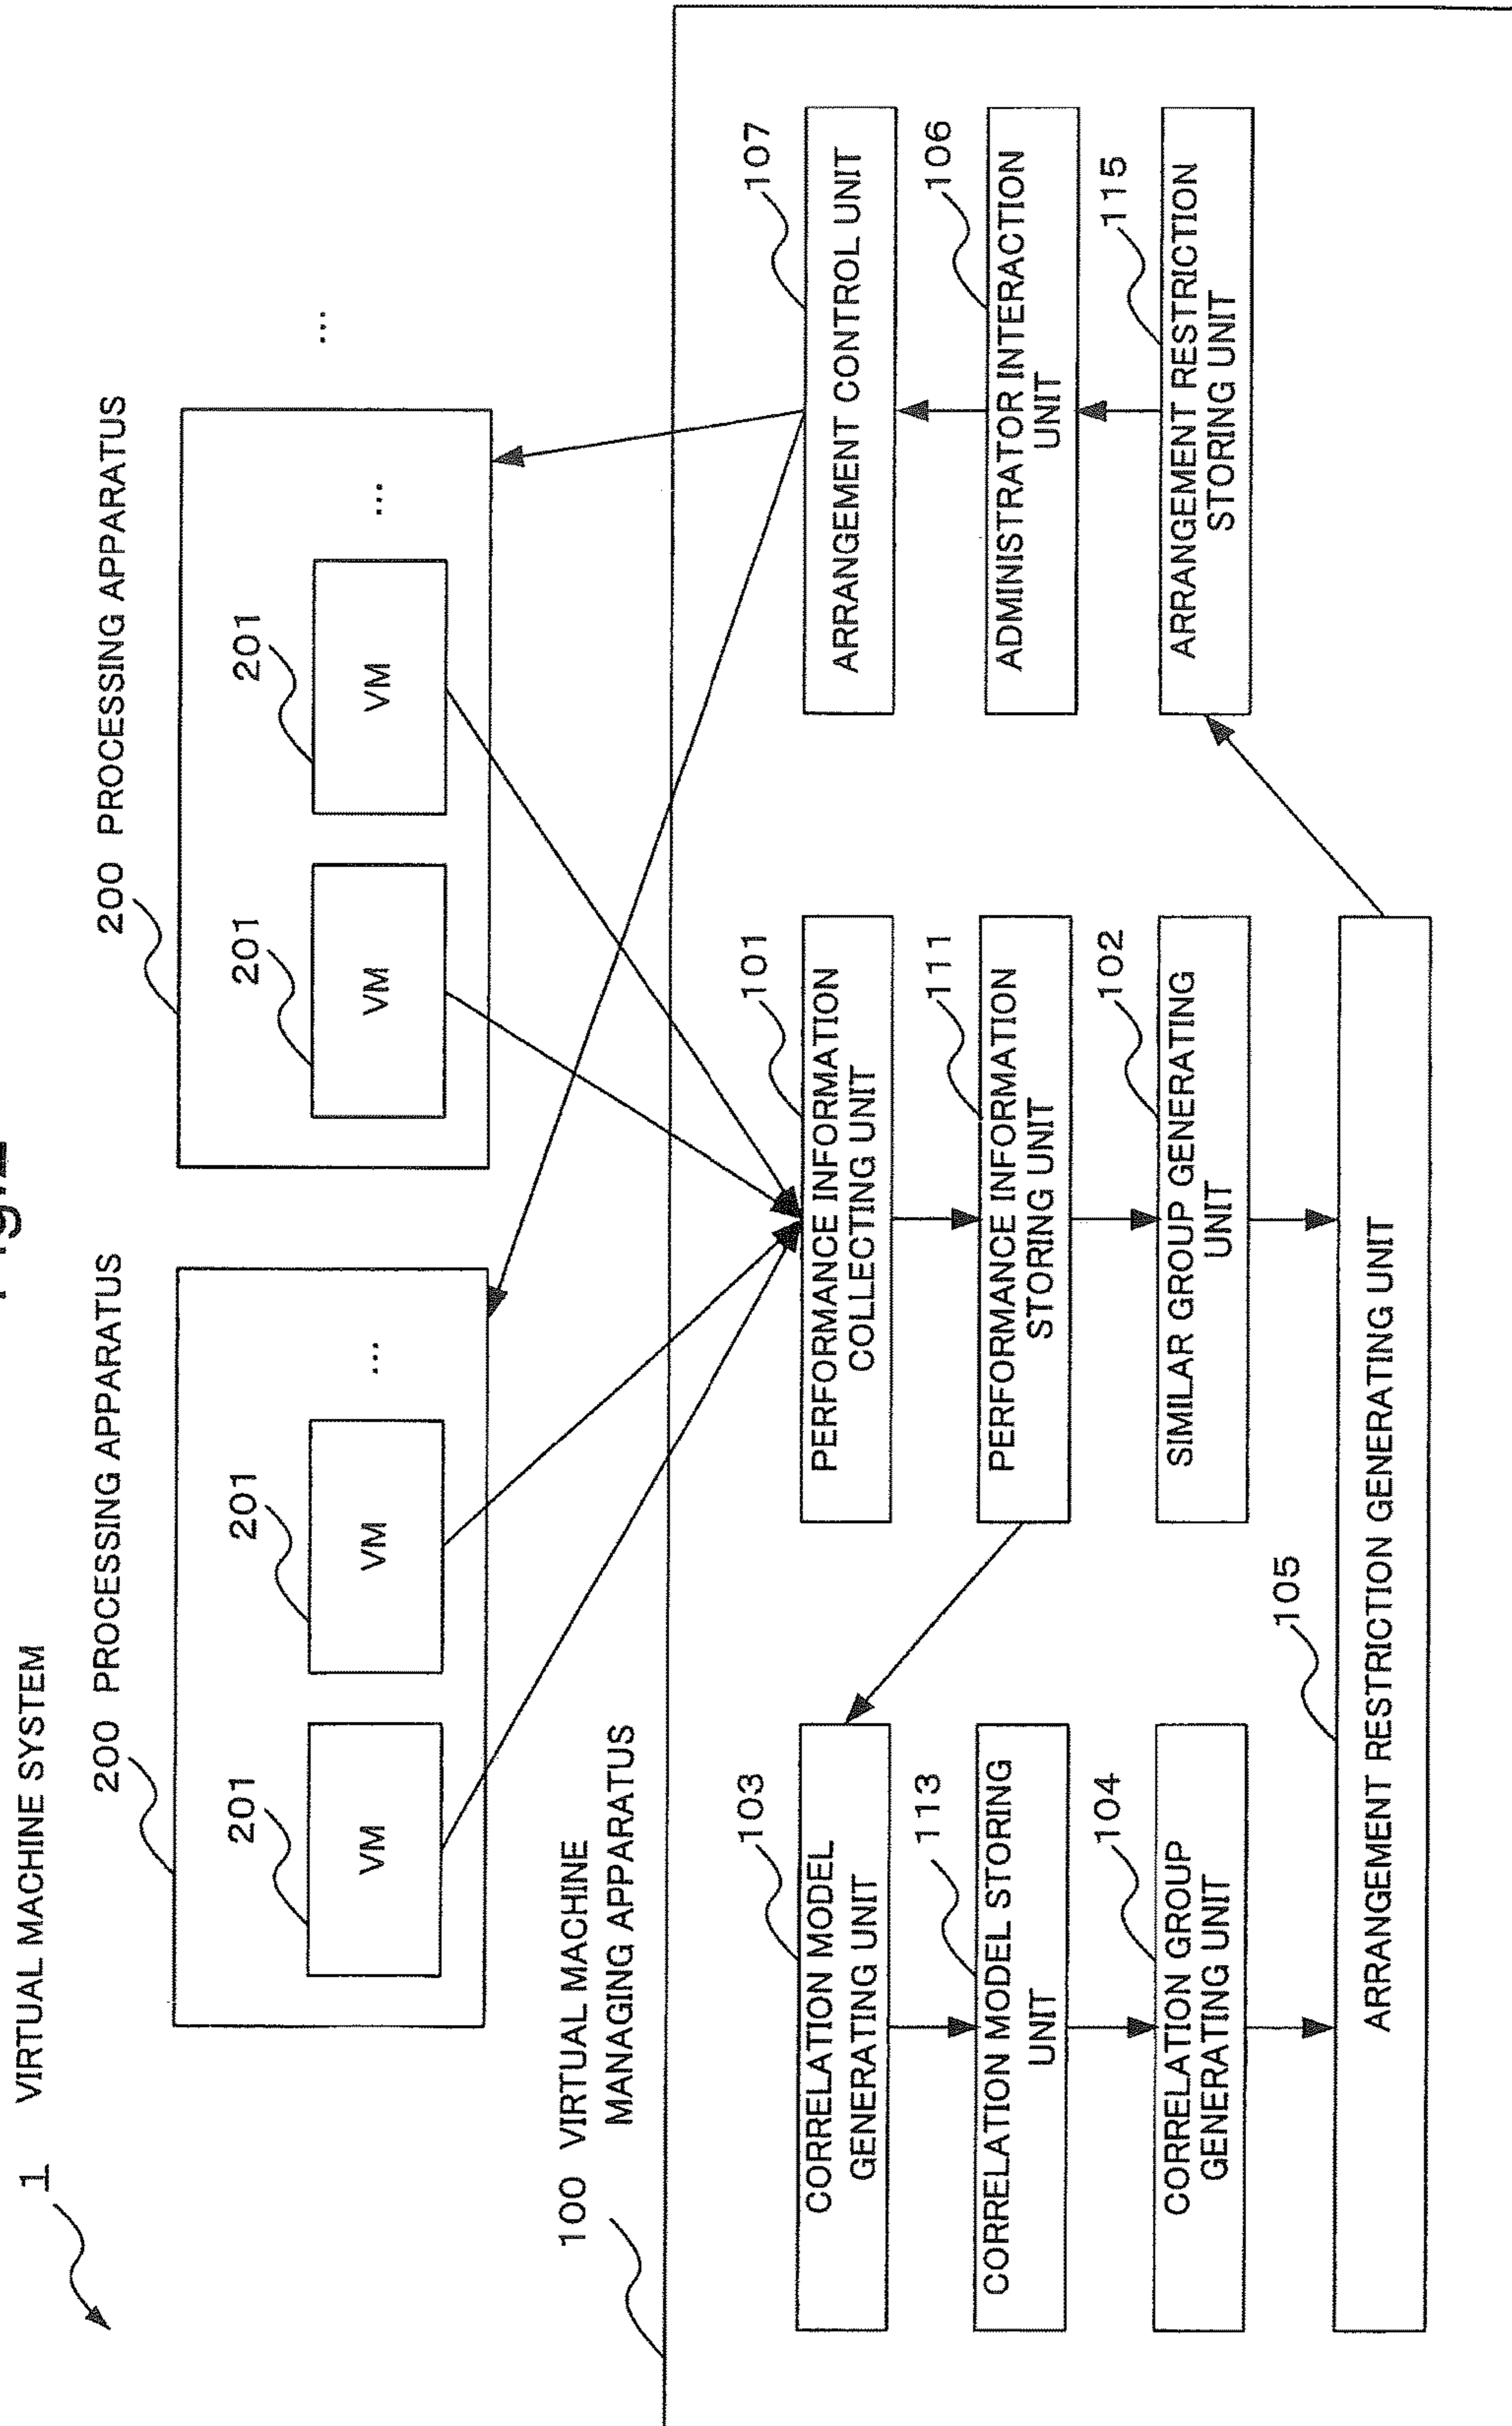 1 VIRTUAL MACHINE SYSTEM
200 PROCESSING APPARATUS
201
VM
201
VM
...
200 PROCESSING APPARATUS
201
VM
201
VM
...
...
100 VIRTUAL MACHINE
MANAGING APPARATUS
103
CORRELATION MODEL
GENERATING UNIT
113
CORRELATION MODEL STORING
UNIT
104
CORRELATION GROUP
GENERATING UNIT
101
PERFORMANCE INFORMATION
COLLECTING UNIT
111
PERFORMANCE INFORMATION
STORING UNIT
102
SIMILAR GROUP GENERATING
UNIT
107
ARRANGEMENT CONTROL UNIT
106
ADMINISTRATOR INTERACTION
UNIT
115
ARRANGEMENT RESTRICTION
STORING UNIT
105
ARRANGEMENT RESTRICTION GENERATING UNIT